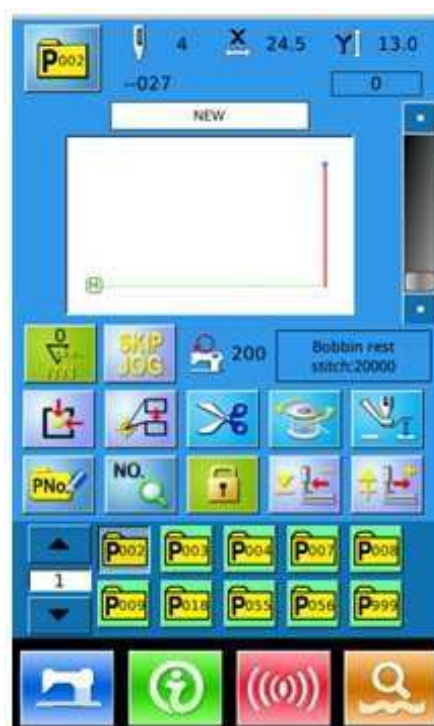 P002 4 X 24.5 Y 13.0
--027 0
NEW
H
0 SKIP JOG 200 Bobbin rest
stitch:20000
PNo. NO.
P002 P003 P004 P007 P008
1
P009 P018 P055 P056 P999